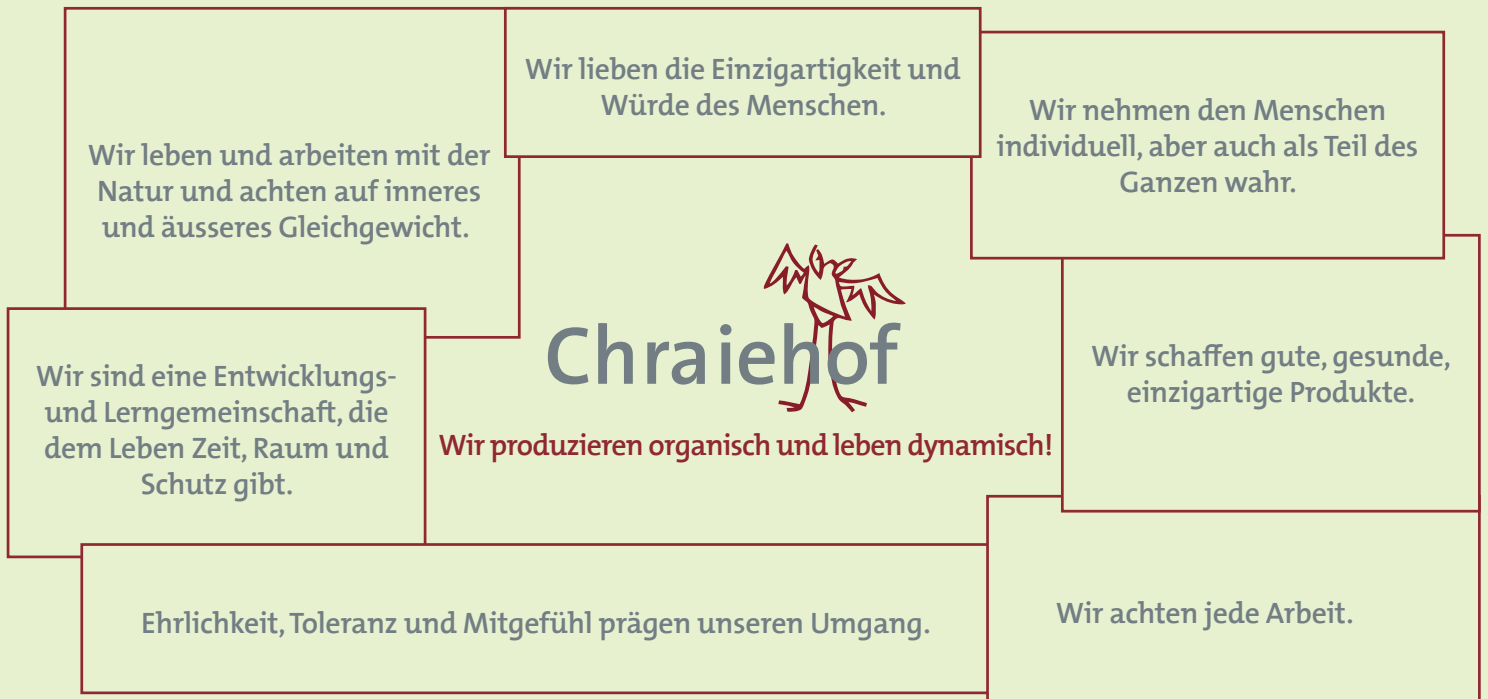 Wir lieben die Einzigartigkeit und
Würde des Menschen.
Wir nehmen den Menschen
individuell, aber auch als Teil des
Ganzen wahr.
Wir leben und arbeiten mit der
Natur und achten auf inneres
und äusseres Gleichgewicht.
Chraiehof
Wir produzieren organisch und leben dynamisch!
Wir schaffen gute, gesunde,
einzigartige Produkte.
Wir sind eine Entwicklungs-
und Lerngemeinschaft, die
dem Leben Zeit, Raum und
Schutz gibt.
Ehrlichkeit, Toleranz und Mitgefühl prägen unseren Umgang.
Wir achten jede Arbeit.